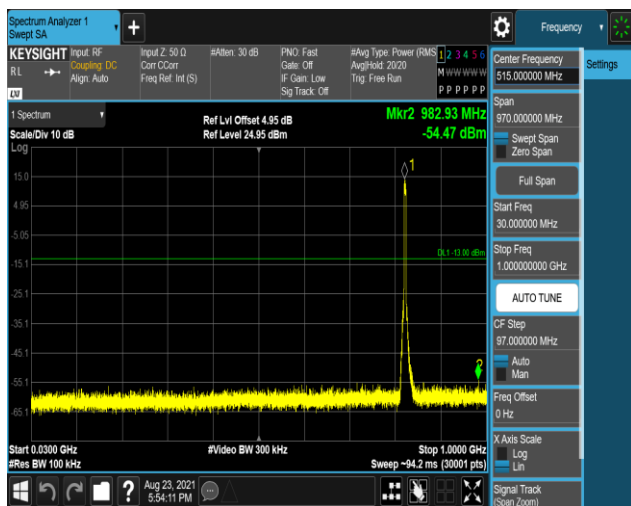 Spectrum Analyzer 1
Swept SA
Frequency
KEYSIGHT
RL
LXI
Input: RF
Coupling: DC
Align: Auto
Input Z: 50 Ω
Corr CCorr
Freq Ref: Int (S)
#Atten: 30 dB
PNO: Fast
Gate: Off
IF Gain: Low
Sig Track: Off
#Avg Type: Power (RMS
Avg|Hold: 20/20
Trig: Free Run
1 2 3 4 5 6
M W W W W W
P P P P P P
1 Spectrum
Scale/Div 10 dB
Log
Ref Lvl Offset 4.95 dB
Ref Level 24.95 dBm
Mkr2 982.93 MHz
-54.47 dBm
1
15.0
4.95
-5.05
DL1 -13.00 dBm
-15.1
-25.1
-35.1
-45.1
2
-55.1
-65.1
Start 0.0300 GHz
#Res BW 100 kHz
#Video BW 300 kHz
Stop 1.0000 GHz
Sweep ~94.2 ms (30001 pts)
?
Aug 23, 2021
5:54:11 PM
Center Frequency
515.000000 MHz
Settings
Span
970.000000 MHz
Swept Span
Zero Span
Full Span
Start Freq
30.000000 MHz
Stop Freq
1.000000000 GHz
AUTO TUNE
CF Step
97.000000 MHz
Auto
Man
Freq Offset
0 Hz
X Axis Scale
Log
Lin
Signal Track
(Span Zoom)